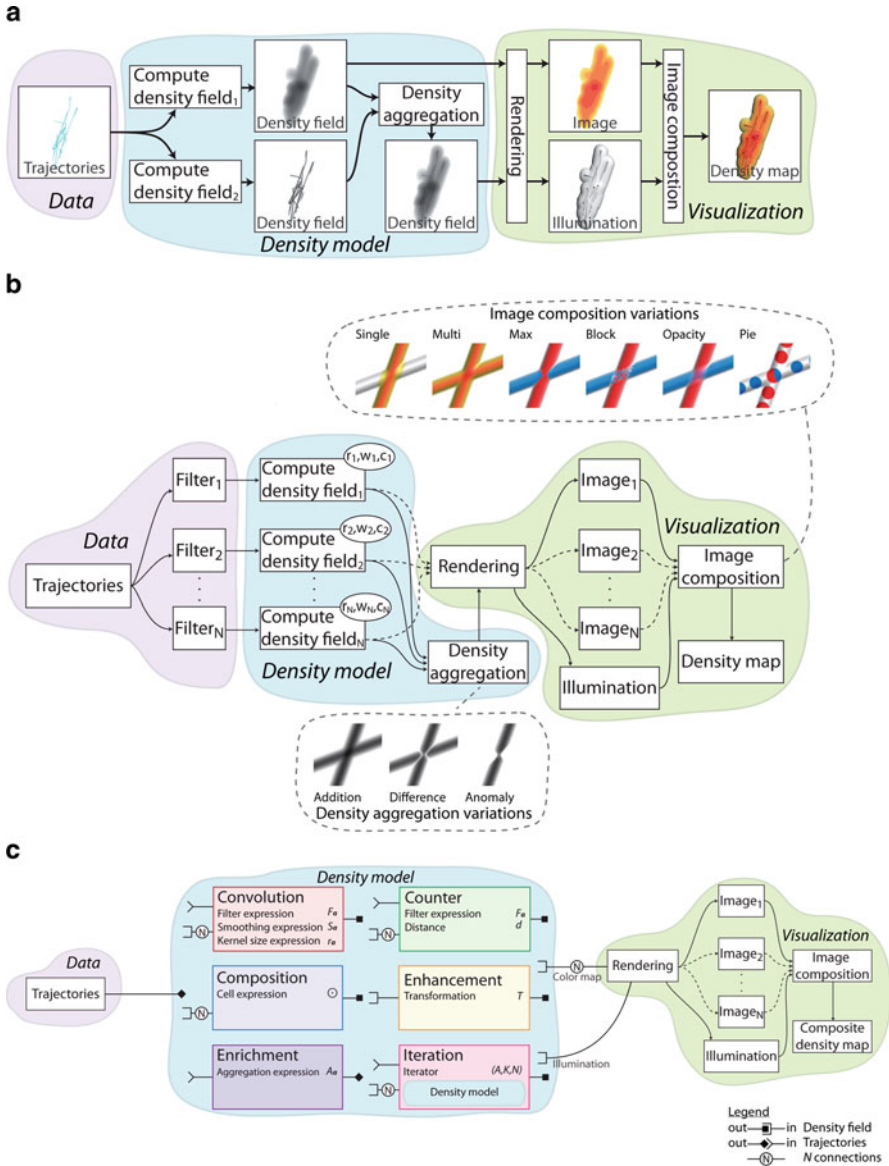 a
Trajectories
Data
Compute
density field1
Compute
density field2
Density field
Density field
Density
aggregation
Density field
Density model
Rendering
Image
Illumination
Image compostion
Density map
Visualization
b
Image composition variations
Single Multi Max Block Opacity Pie
Data
Trajectories
Filter1
Filter2
FilterN
Compute
density field1
r1,w1,c1
Compute
density field2
r2,w2,c2
Compute
density fieldN
rN,wN,cN
Density model
Density
aggregation
Rendering
Image1
Image2
ImageN
Illumination
Visualization
Image
composition
Density map
Addition Difference Anomaly
Density aggregation variations
c
Data
Trajectories
Density model
Convolution
Filter expression Fe
Smoothing expression Se
Kernel size expression re
N
Counter
Filter expression Fe
Distance d
N
Composition
Cell expression ⊙
N
Enhancement
Transformation T
Enrichment
Aggregation expression Ae
Iteration
Iterator (A,K,N)
N
Density model
N
Color map
Illumination
Rendering
Image1
Image2
ImageN
Illumination
Visualization
Image
composition
Composite
density map
Legend
out in Density field
out in Trajectories
N N connections